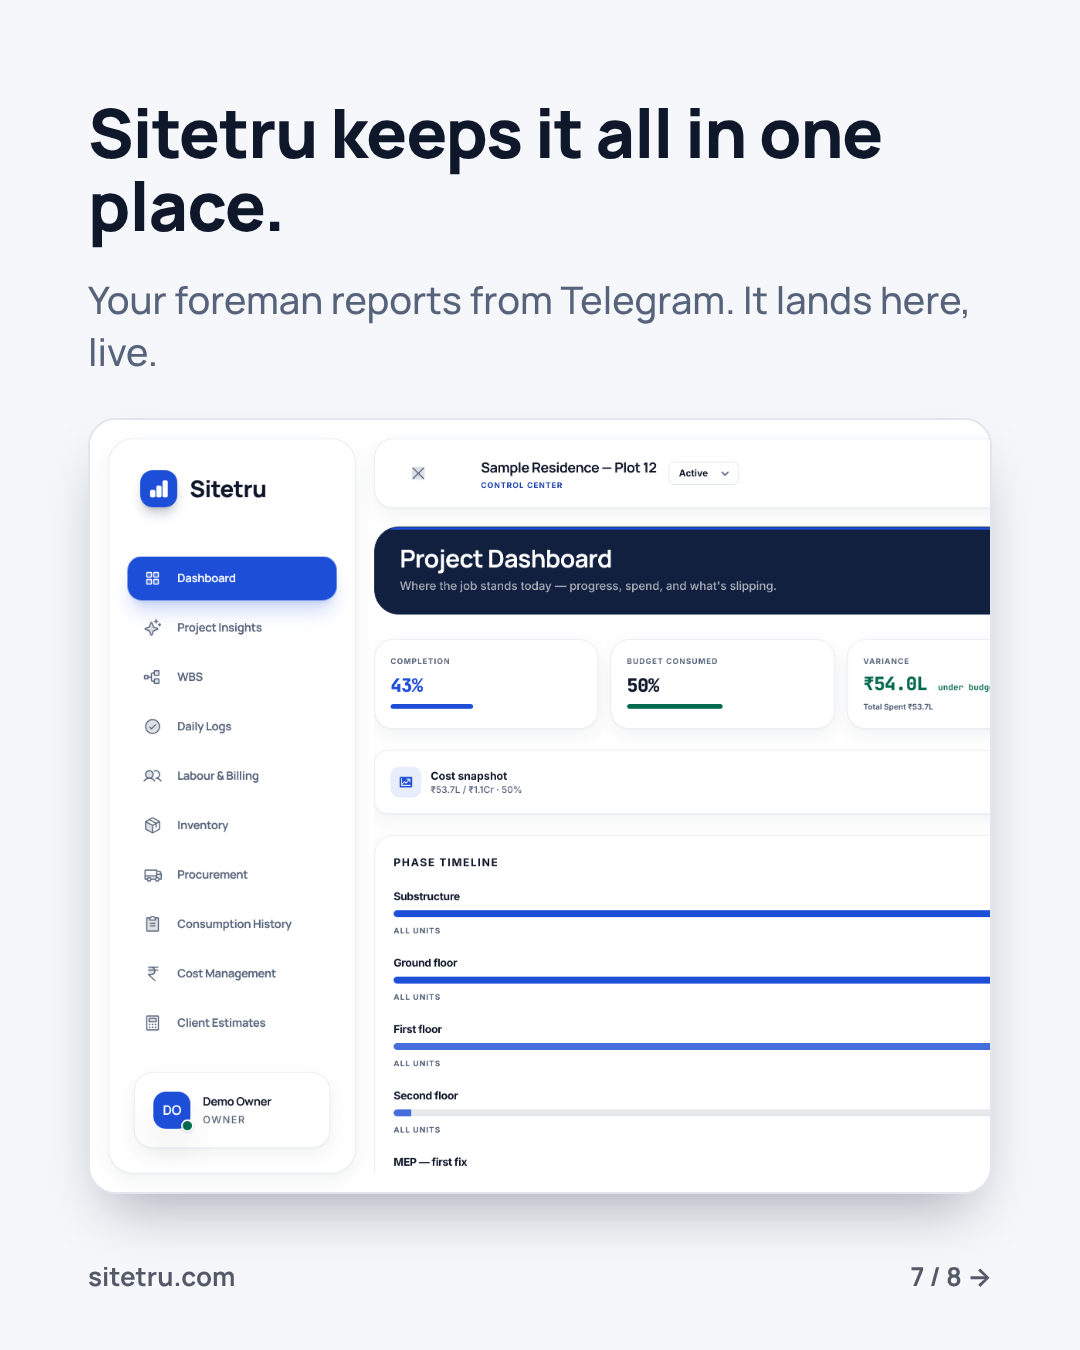 Sitetru keeps it all in one
place.
Your foreman reports from Telegram. It lands here,
live.
Sitetru
Dashboard
Project Insights
WBS
Daily Logs
Labour & Billing
Inventory
Procurement
Consumption History
Cost Management
Client Estimates
DO
Demo Owner
OWNER
Sample Residence – Plot 12
Active
CONTROL CENTER
Project Dashboard
Where the job stands today — progress, spend, and what's slipping.
COMPLETION
43%
BUDGET CONSUMED
50%
VARIANCE
₹54.0L under budg
Total Spent ₹53.7L
Cost snapshot
₹53.7L / ₹1.1Cr · 50%
PHASE TIMELINE
Substructure
ALL UNITS
Ground floor
ALL UNITS
First floor
ALL UNITS
Second floor
ALL UNITS
MEP — first fix
sitetru.com
7 / 8 →